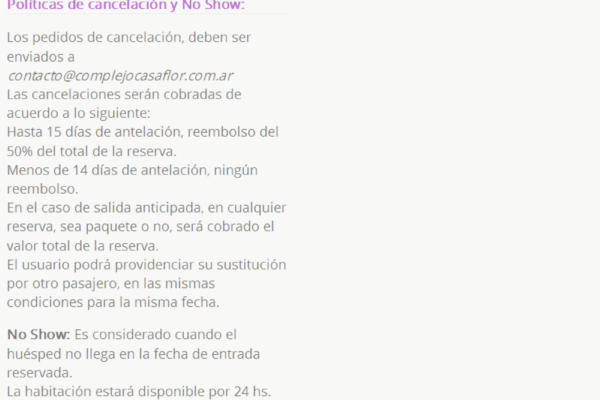 Políticas de cancelación y No Show:
Los pedidos de cancelación, deben ser
enviados a
contacto@complejocasaflor.com.ar
Las cancelaciones serán cobradas de
acuerdo a lo siguiente:
Hasta 15 días de antelación, reembolso del
50% del total de la reserva.
Menos de 14 días de antelación, ningún
reembolso.
En el caso de salida anticipada, en cualquier
reserva, sea paquete o no, será cobrado el
valor total de la reserva.
El usuario podrá providenciar su sustitución
por otro pasajero, en las mismas
condiciones para la misma fecha.
No Show: Es considerado cuando el
huésped no llega en la fecha de entrada
reservada.
La habitación estará disponible por 24 hs.